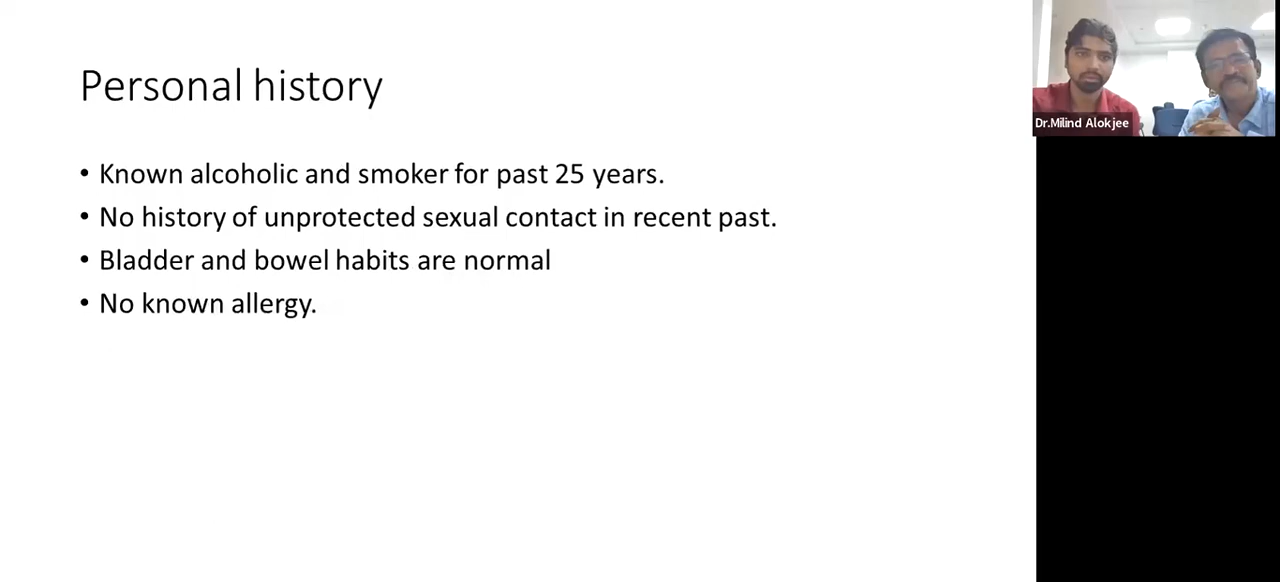 Personal history
• Known alcoholic and smoker for past 25 years.
• No history of unprotected sexual contact in recent past.
• Bladder and bowel habits are normal
• No known allergy.
Dr.Milind Alokjee